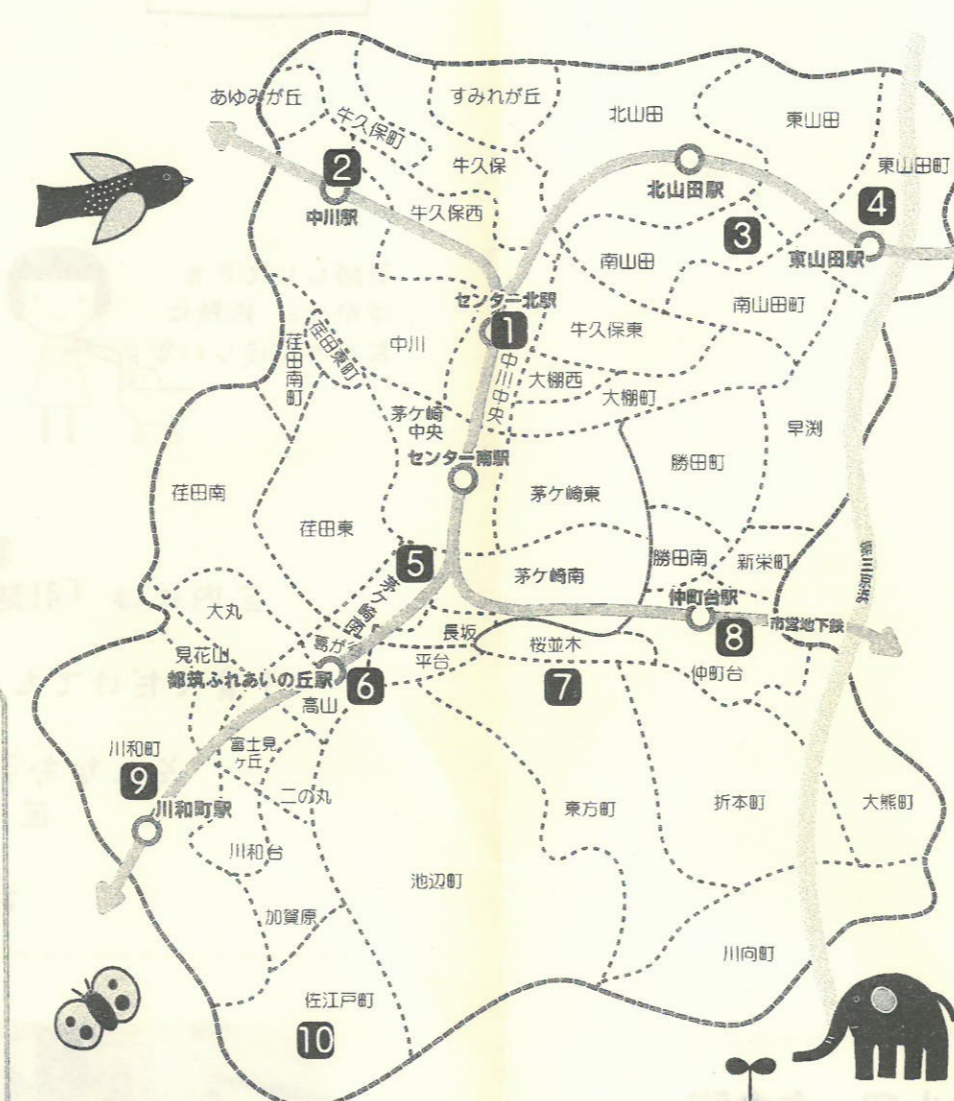 あゆみが丘
牛久保町
すみれが丘
北山田
東山田
東山田町
2
中川駅
牛久保
牛久保西
北山田駅
3
4
東山田駅
南山田
南山田町
センター北駅
1
中川
中川中央
牛久保東
大棚西
大棚町
荏田南町
荏田東町
茅ケ崎
中央
センター南駅
早渕
勝田町
茅ケ崎東
荏田南
荏田東
5
茅ケ崎南
勝田南
新栄町
仲町台駅
8
市営地下鉄
第三京浜
大丸
見花山
長坂
平台
桜並木
7
仲町台
都筑ふれあいの丘駅
6
高山
川和町
9
川和町駅
富士見
ヶ丘
二の丸
川和台
加賀原
池辺町
東方町
折本町
大熊町
川向町
佐江戸町
10